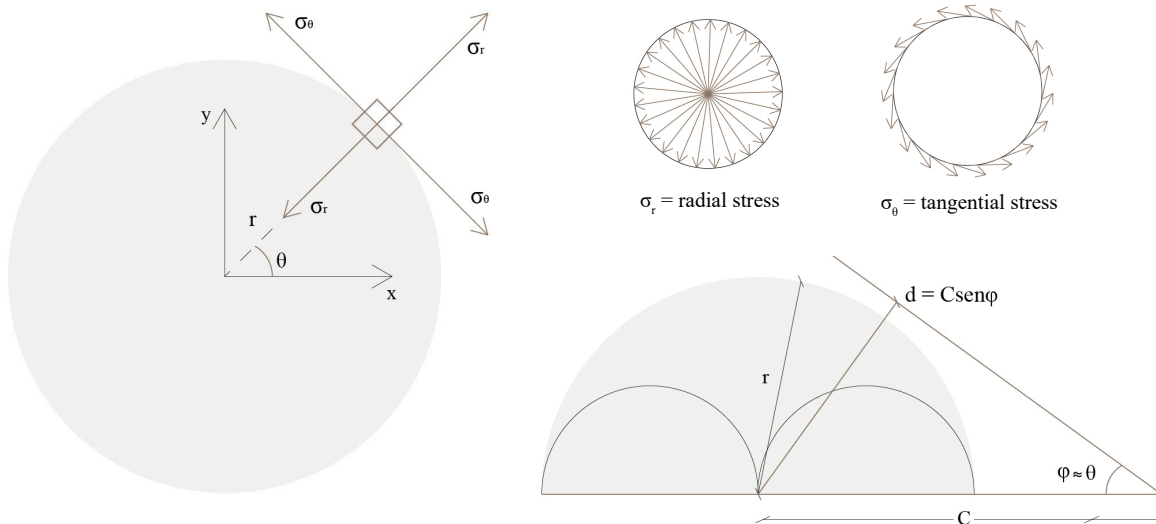 σθ
σr
y
σr
σθ
r
θ
x
σr = radial stress
σθ = tangential stress
d = Csenφ
r
φ≈θ
C